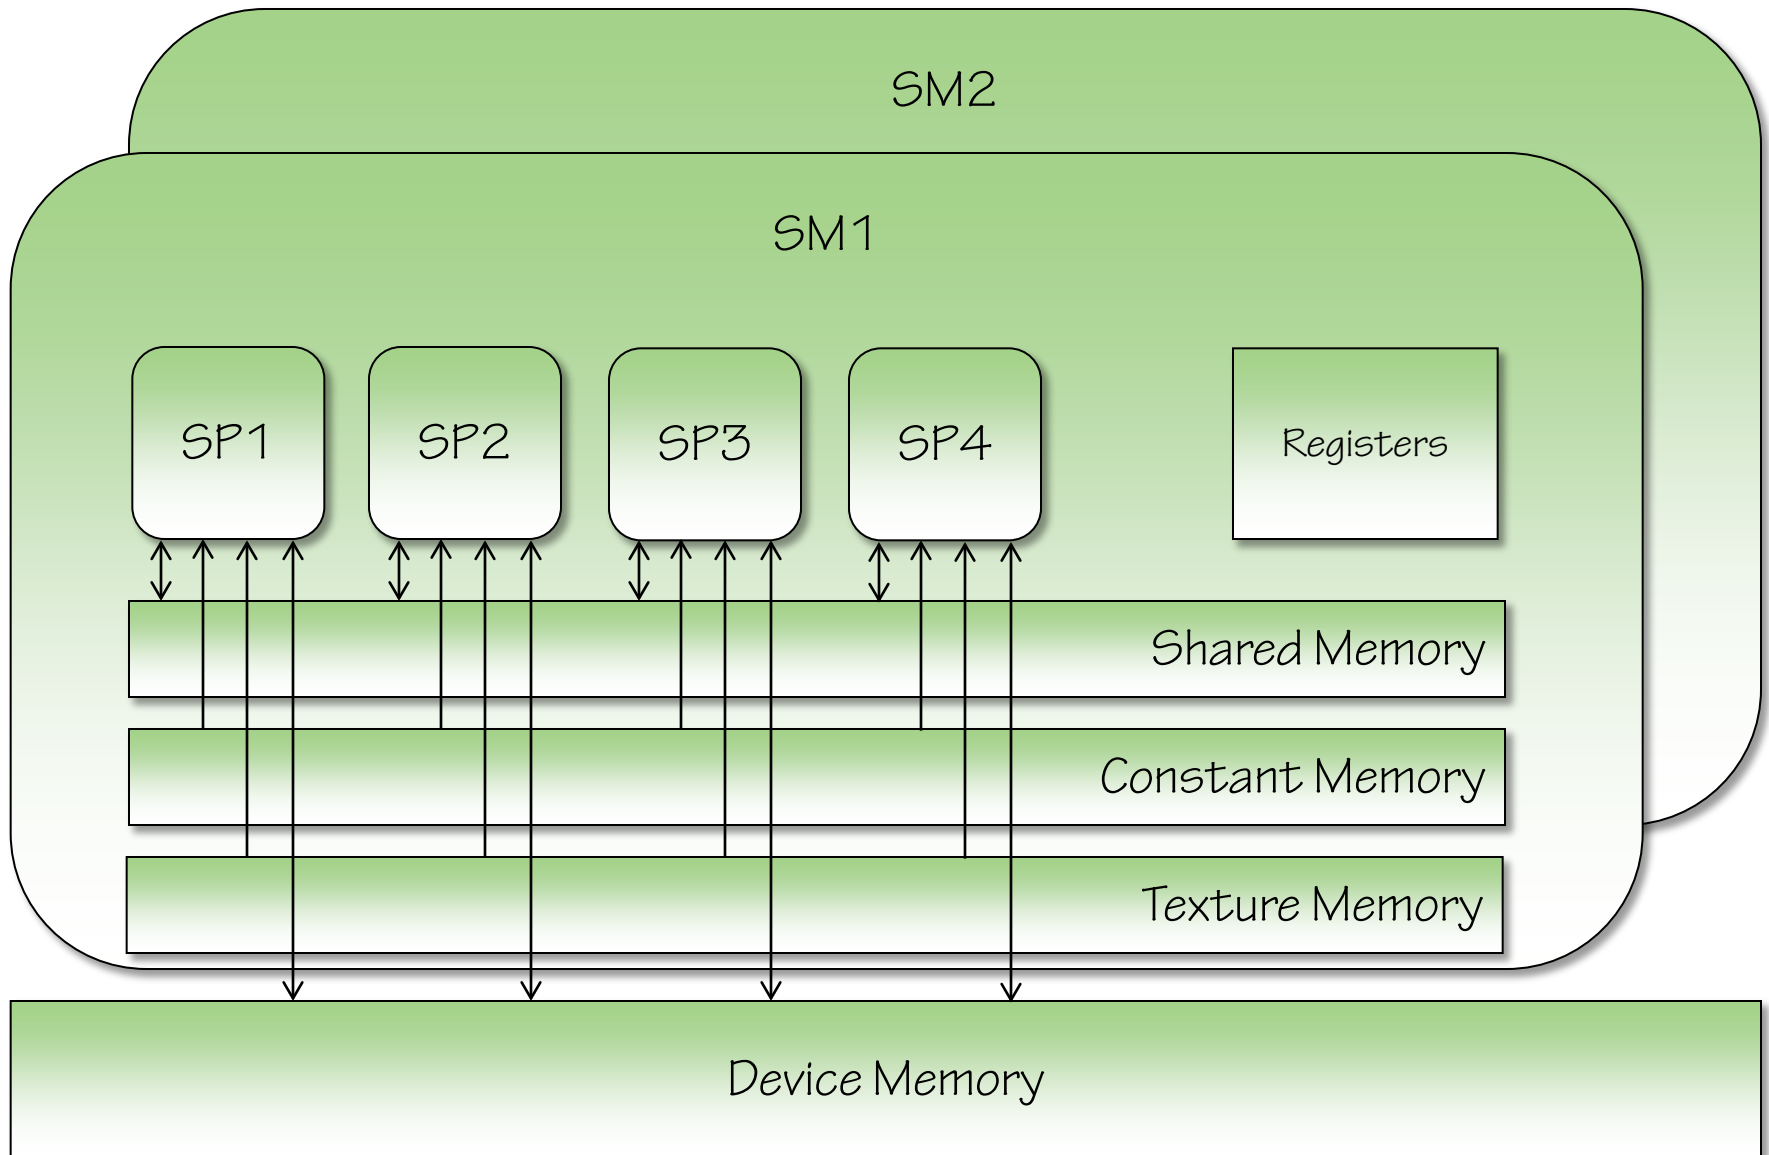 SM2
SM1
SP1
SP2
SP3
SP4
Registers
Shared Memory
Constant Memory
Texture Memory
Device Memory